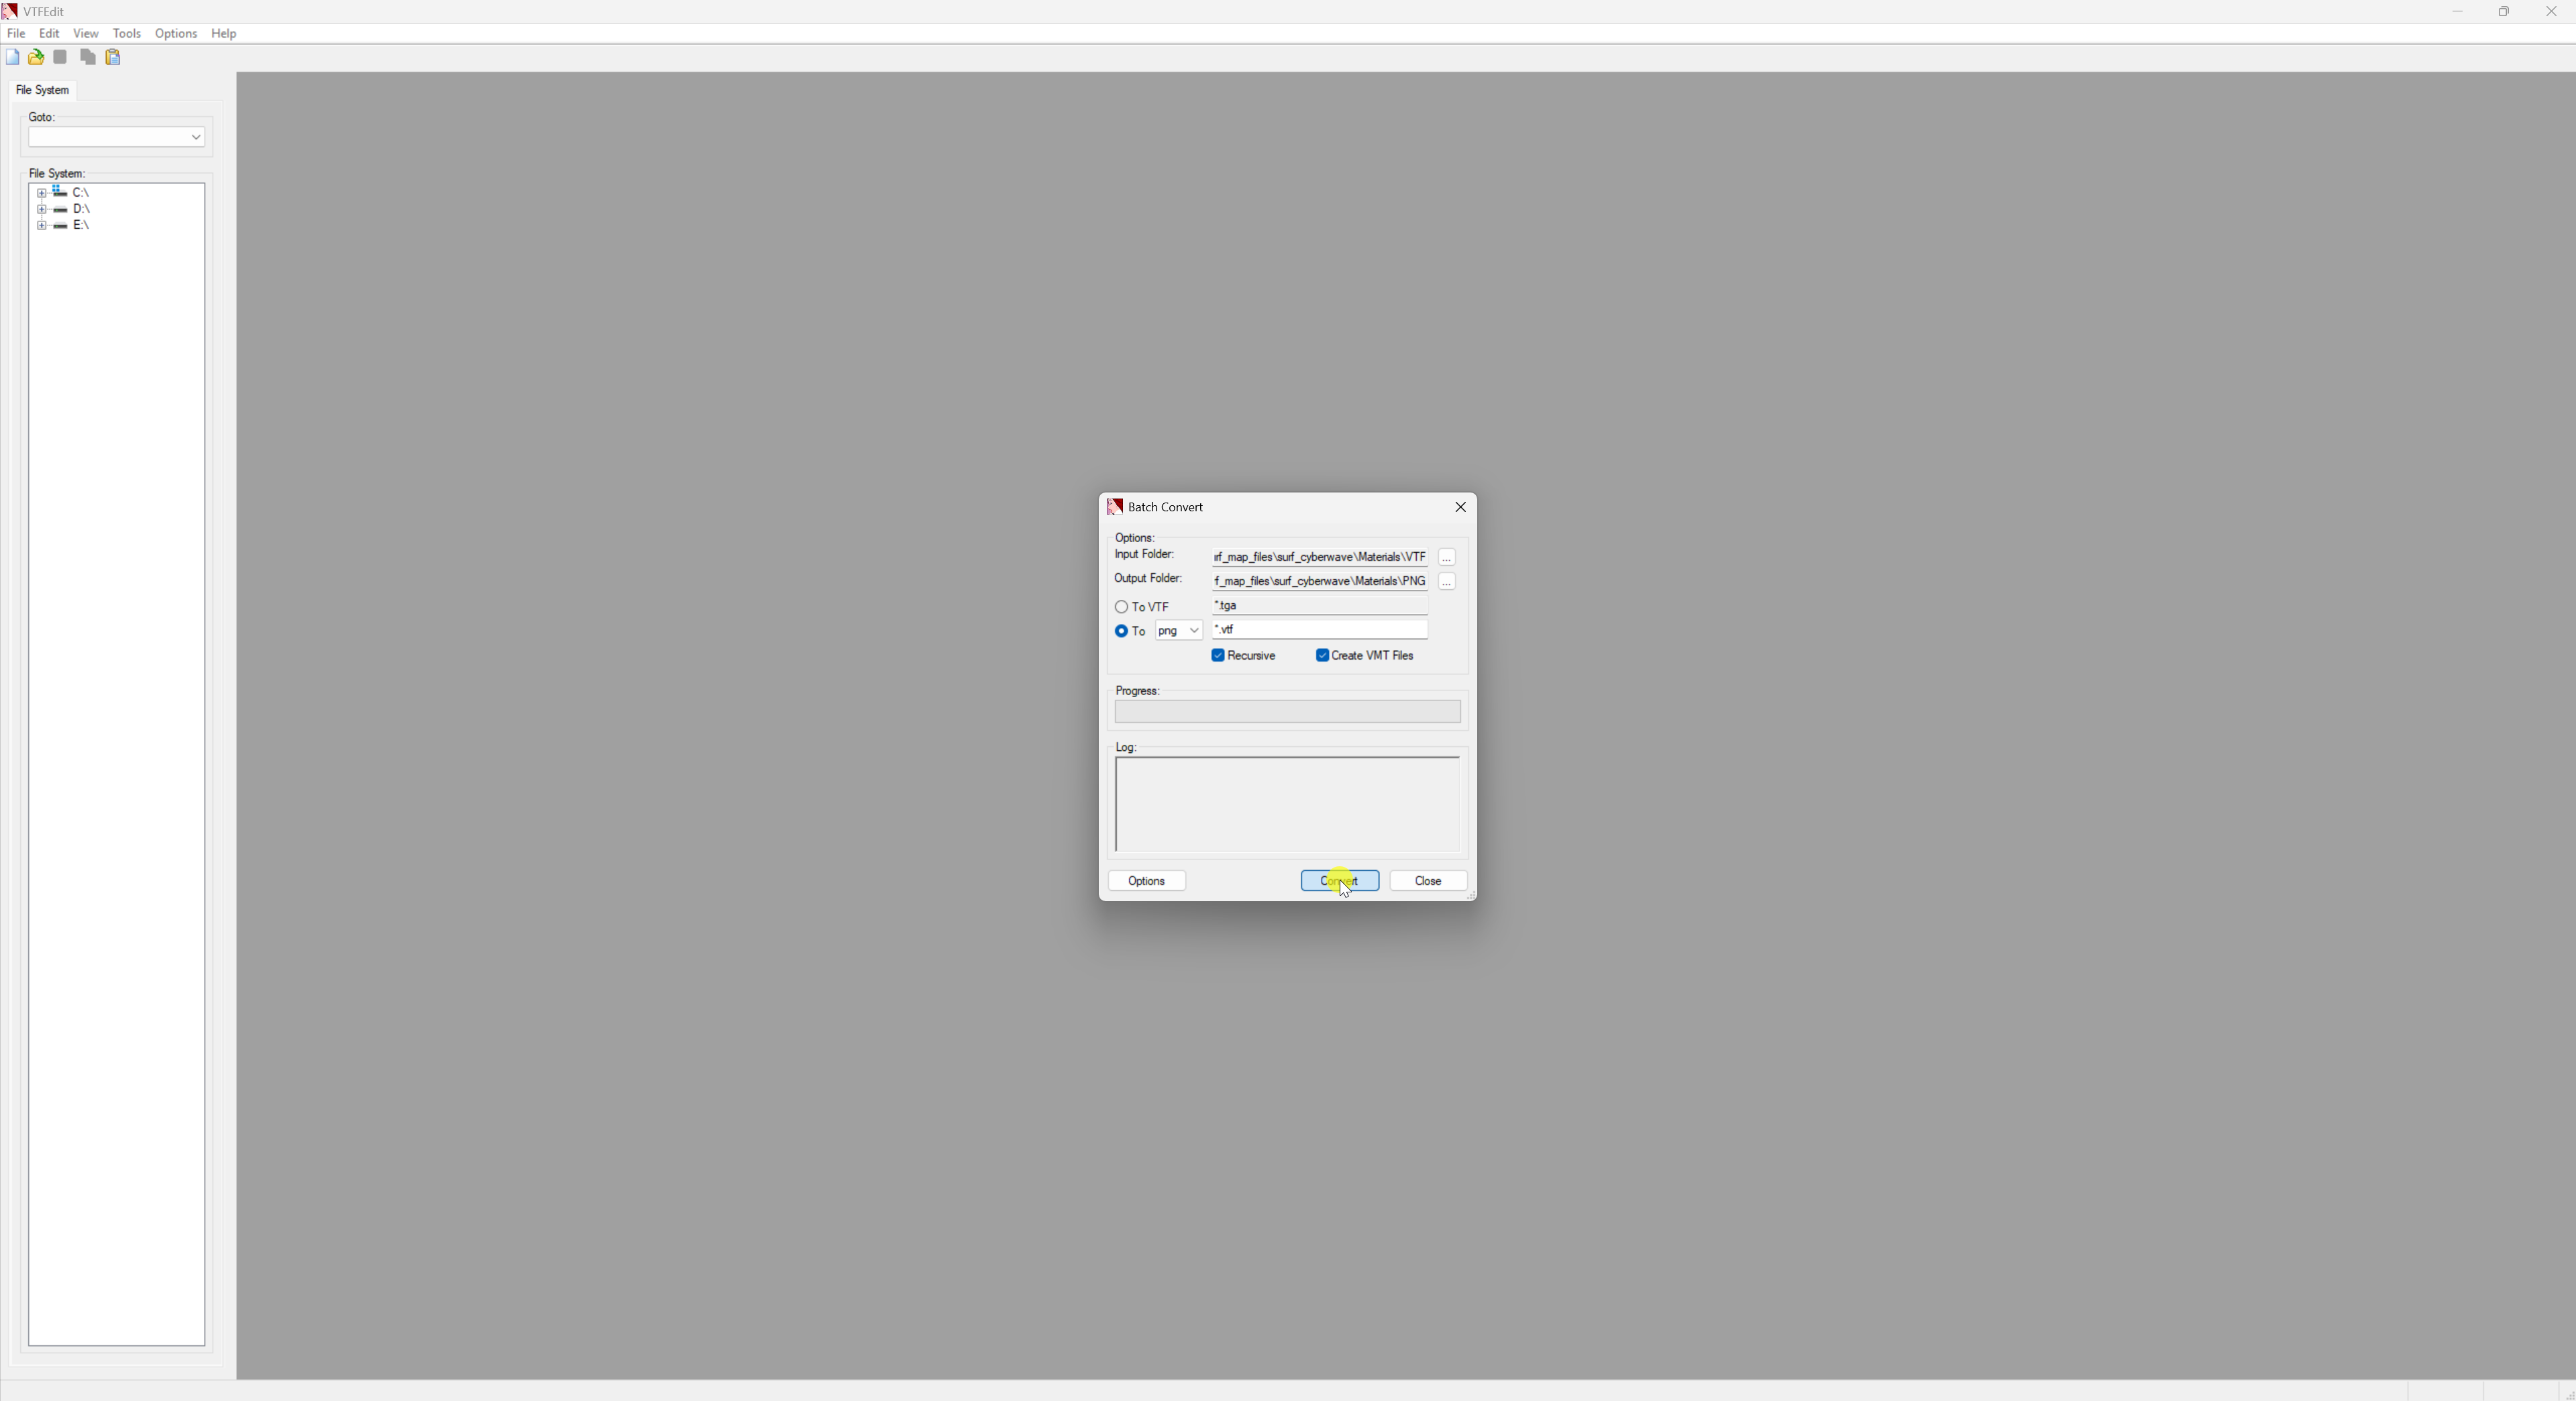 VTFEdit
File Edit View Tools Options Help
File System
Goto:
File System:
C:\
D:\
E:\
Batch Convert
Options:
Input Folder: rf_map_files\surf_cyberwave\Materials\VTF ...
Output Folder: f_map_files\surf_cyberwave\Materials\PNG ...
To VTF *.tga
To png *.vtf
Recursive Create VMT Files
Progress:
Log:
Options Convert Close